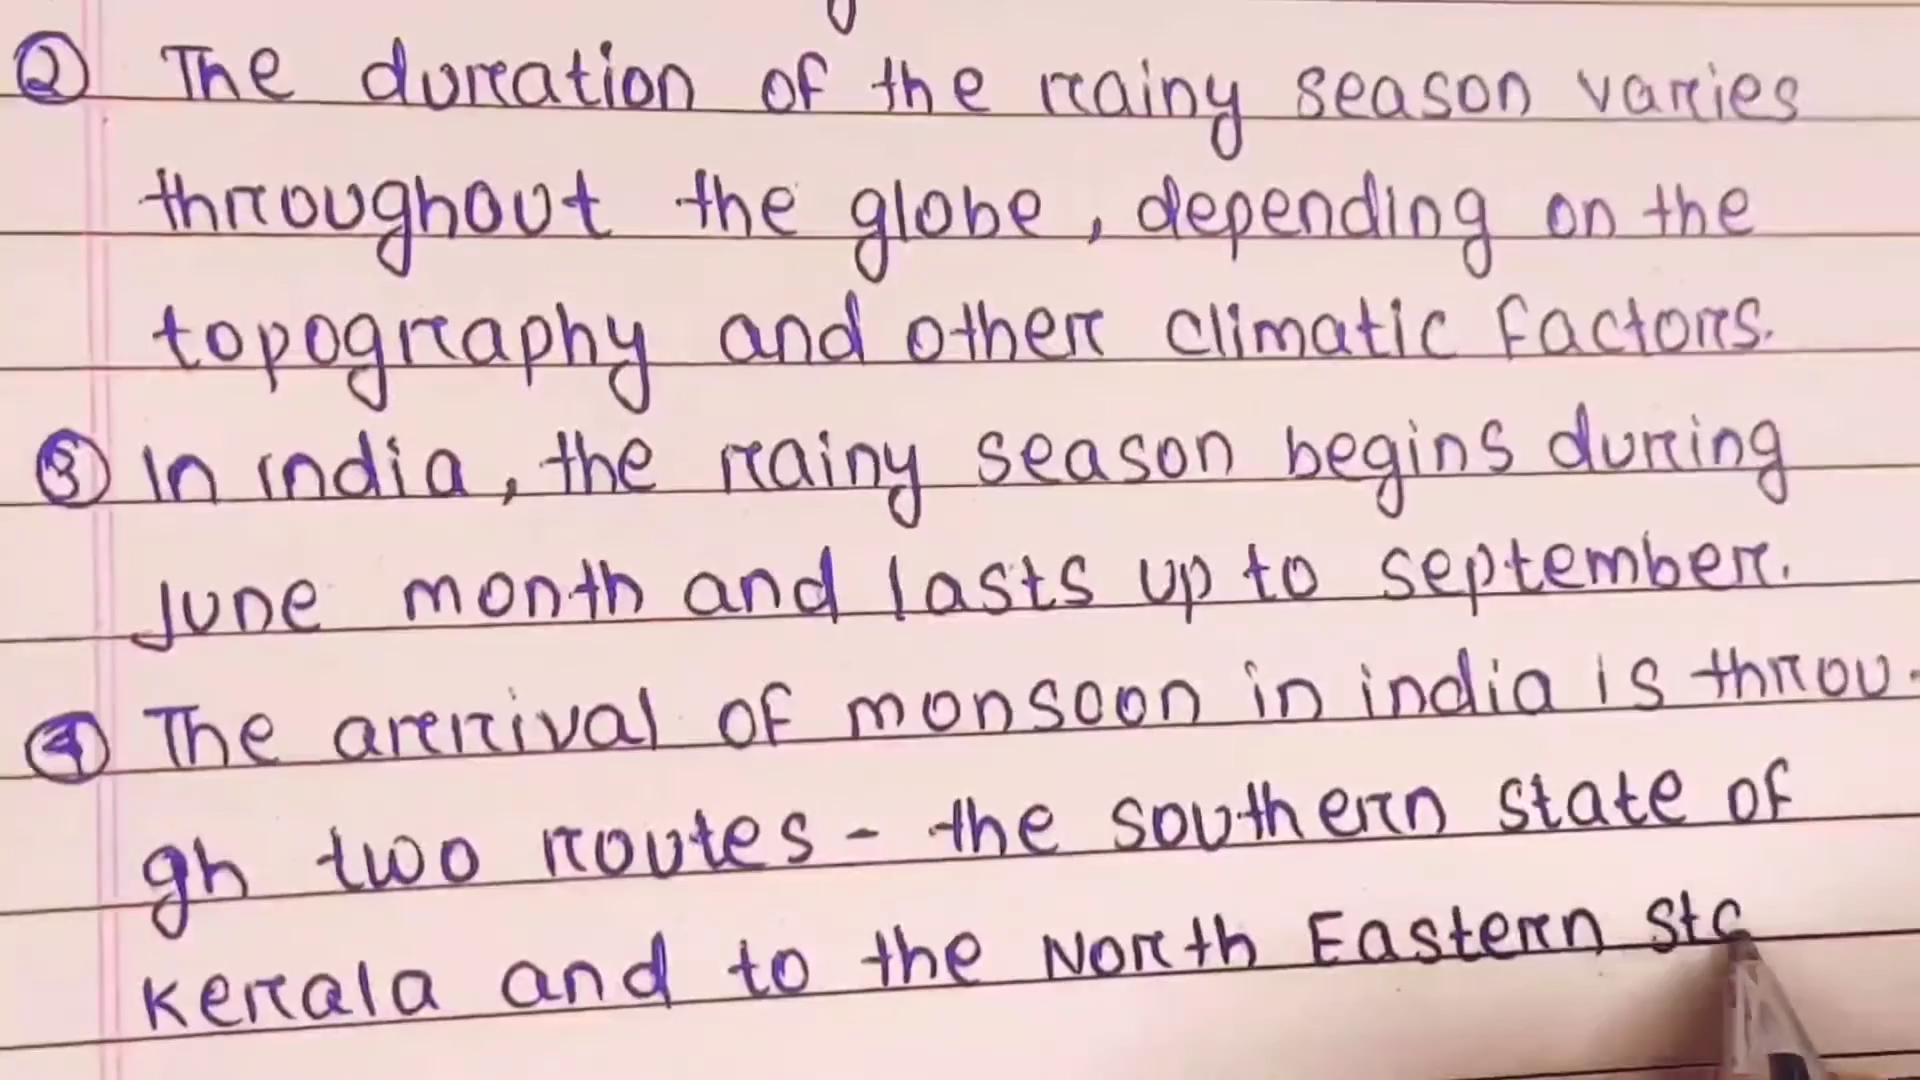 ② The duration of the rainy season varies
throughout the globe, depending on the
topography and other climatic factors.
③ In india, the rainy season begins during
june month and lasts up to september.
④ The arrival of monsoon in india is throu-
gh two routes - the southern state of
kerala and to the North Eastern sta